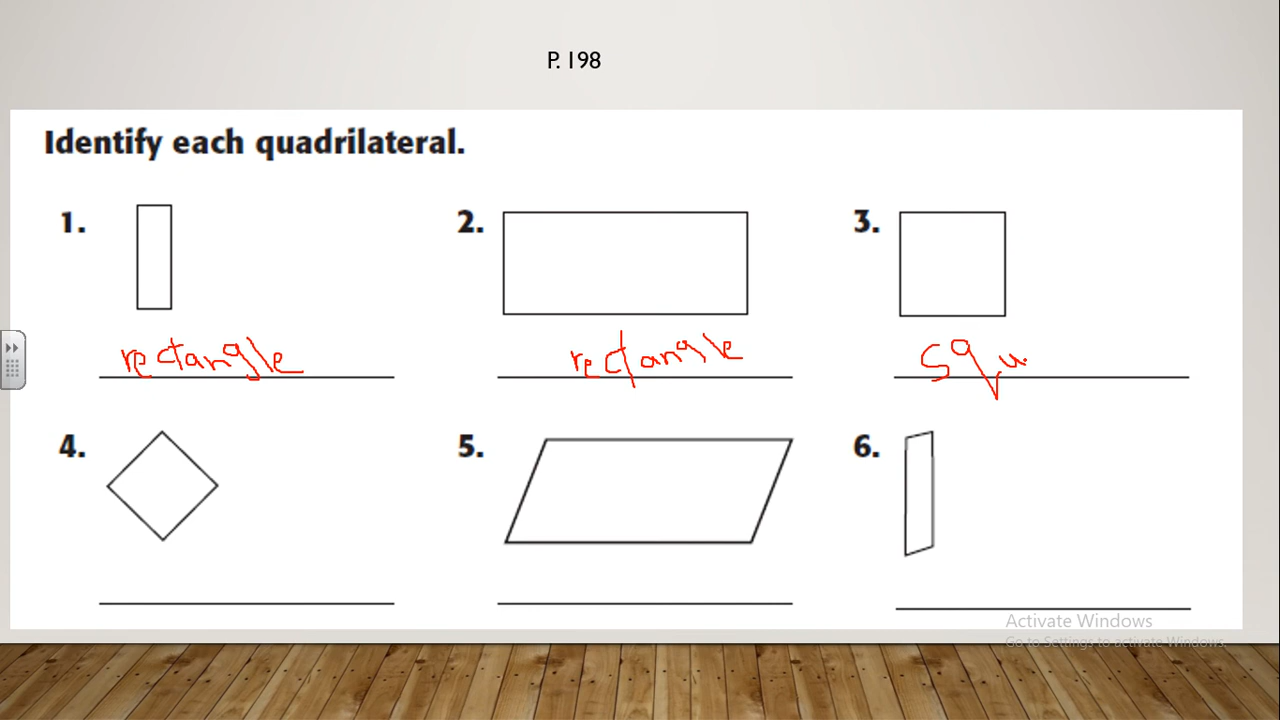 P. 198
Identify each quadrilateral.
1. 2. 3.
rectangle rectangle squ
4. 5. 6.
Activate Windows
Go to Settings to activate Windows.